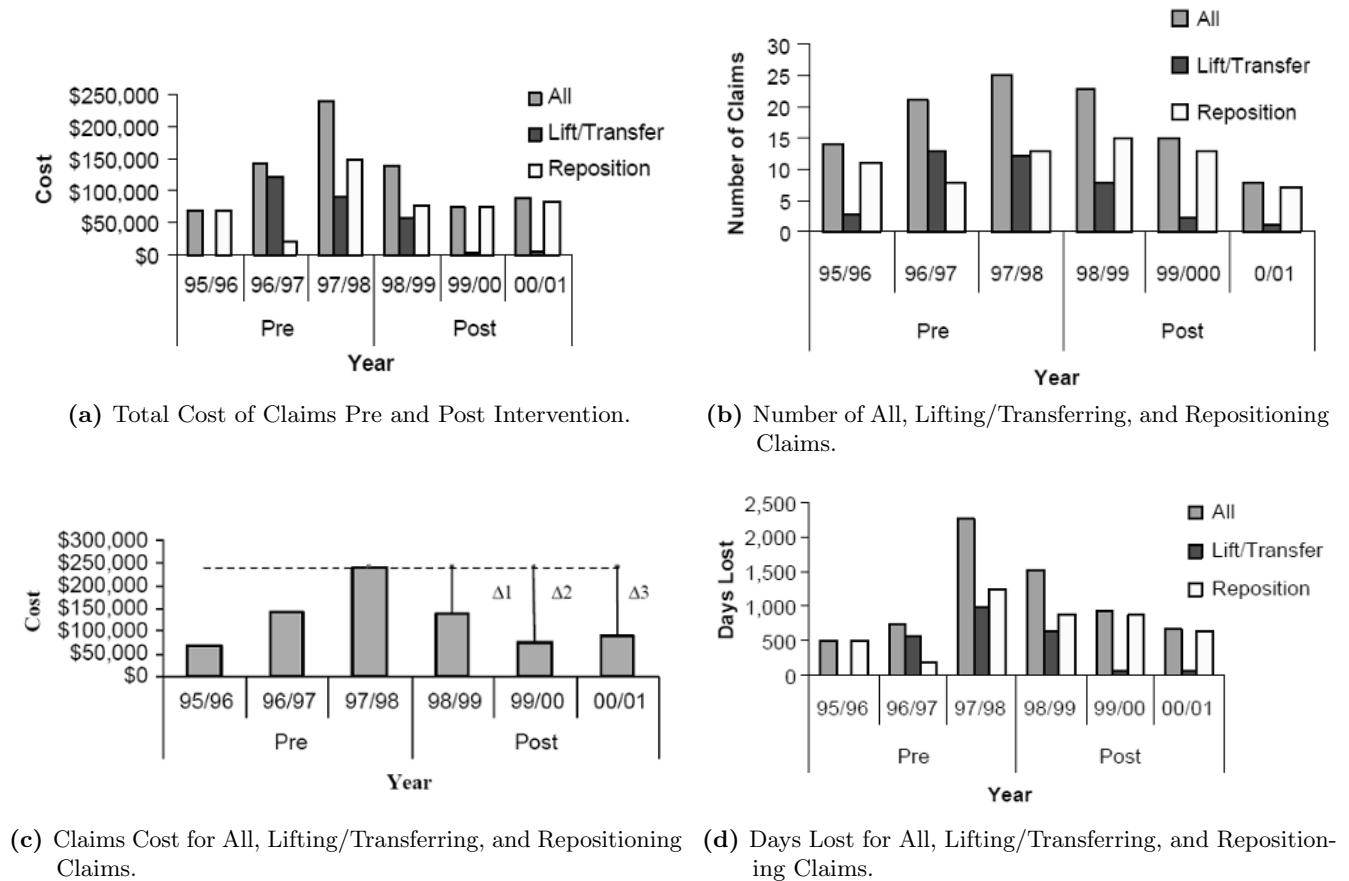 All
Lift/Transfer
Reposition
$250,000
$200,000
$150,000
$100,000
$50,000
$0
Cost
95/96 96/97 97/98 98/99 99/00 00/01
Pre Post
Year
(a) Total Cost of Claims Pre and Post Intervention.
All
Lift/Transfer
Reposition
30
25
20
15
10
5
0
Number of Claims
95/96 96/97 97/98 98/99 99/000 0/01
Pre Post
Year
(b) Number of All, Lifting/Transferring, and Repositioning
Claims.
$300,000
$250,000
$200,000
$150,000
$100,000
$50,000
$0
Cost
Δ1 Δ2 Δ3
95/96 96/97 97/98 98/99 99/00 00/01
Pre Post
Year
(c) Claims Cost for All, Lifting/Transferring, and Repositioning
Claims.
2,500
2,000
1,500
1,000
500
0
Days Lost
All
Lift/Transfer
Reposition
95/96 96/97 97/98 98/99 99/00 00/01
Pre Post
Year
(d) Days Lost for All, Lifting/Transferring, and Reposition-
ing Claims.